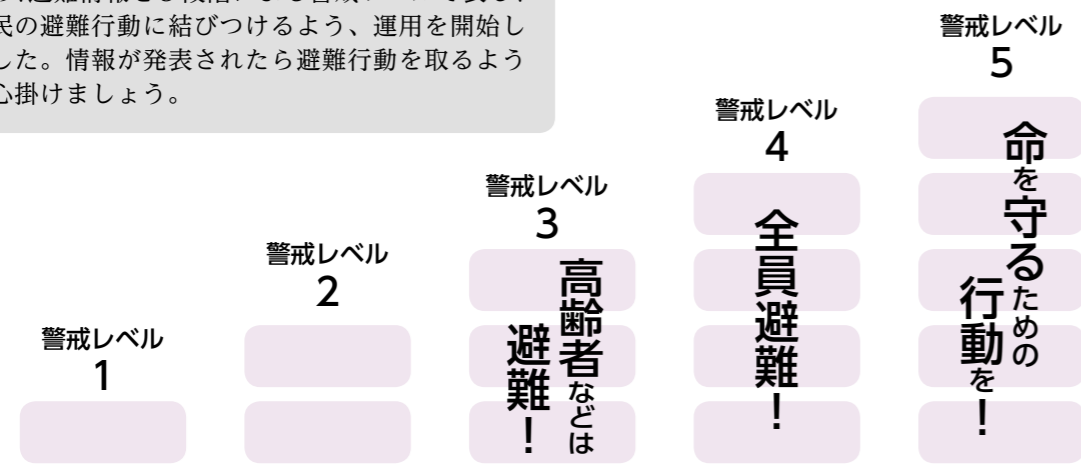 民の避難行動に結びつけるよう、運用を開始し
した。情報が発表されたら避難行動を取るよう
心掛けましょう。
警戒レベル
1
警戒レベル
2
警戒レベル
3
高齢者などは
避難！
警戒レベル
4
全員避難！
警戒レベル
5
命を守るための
行動を！